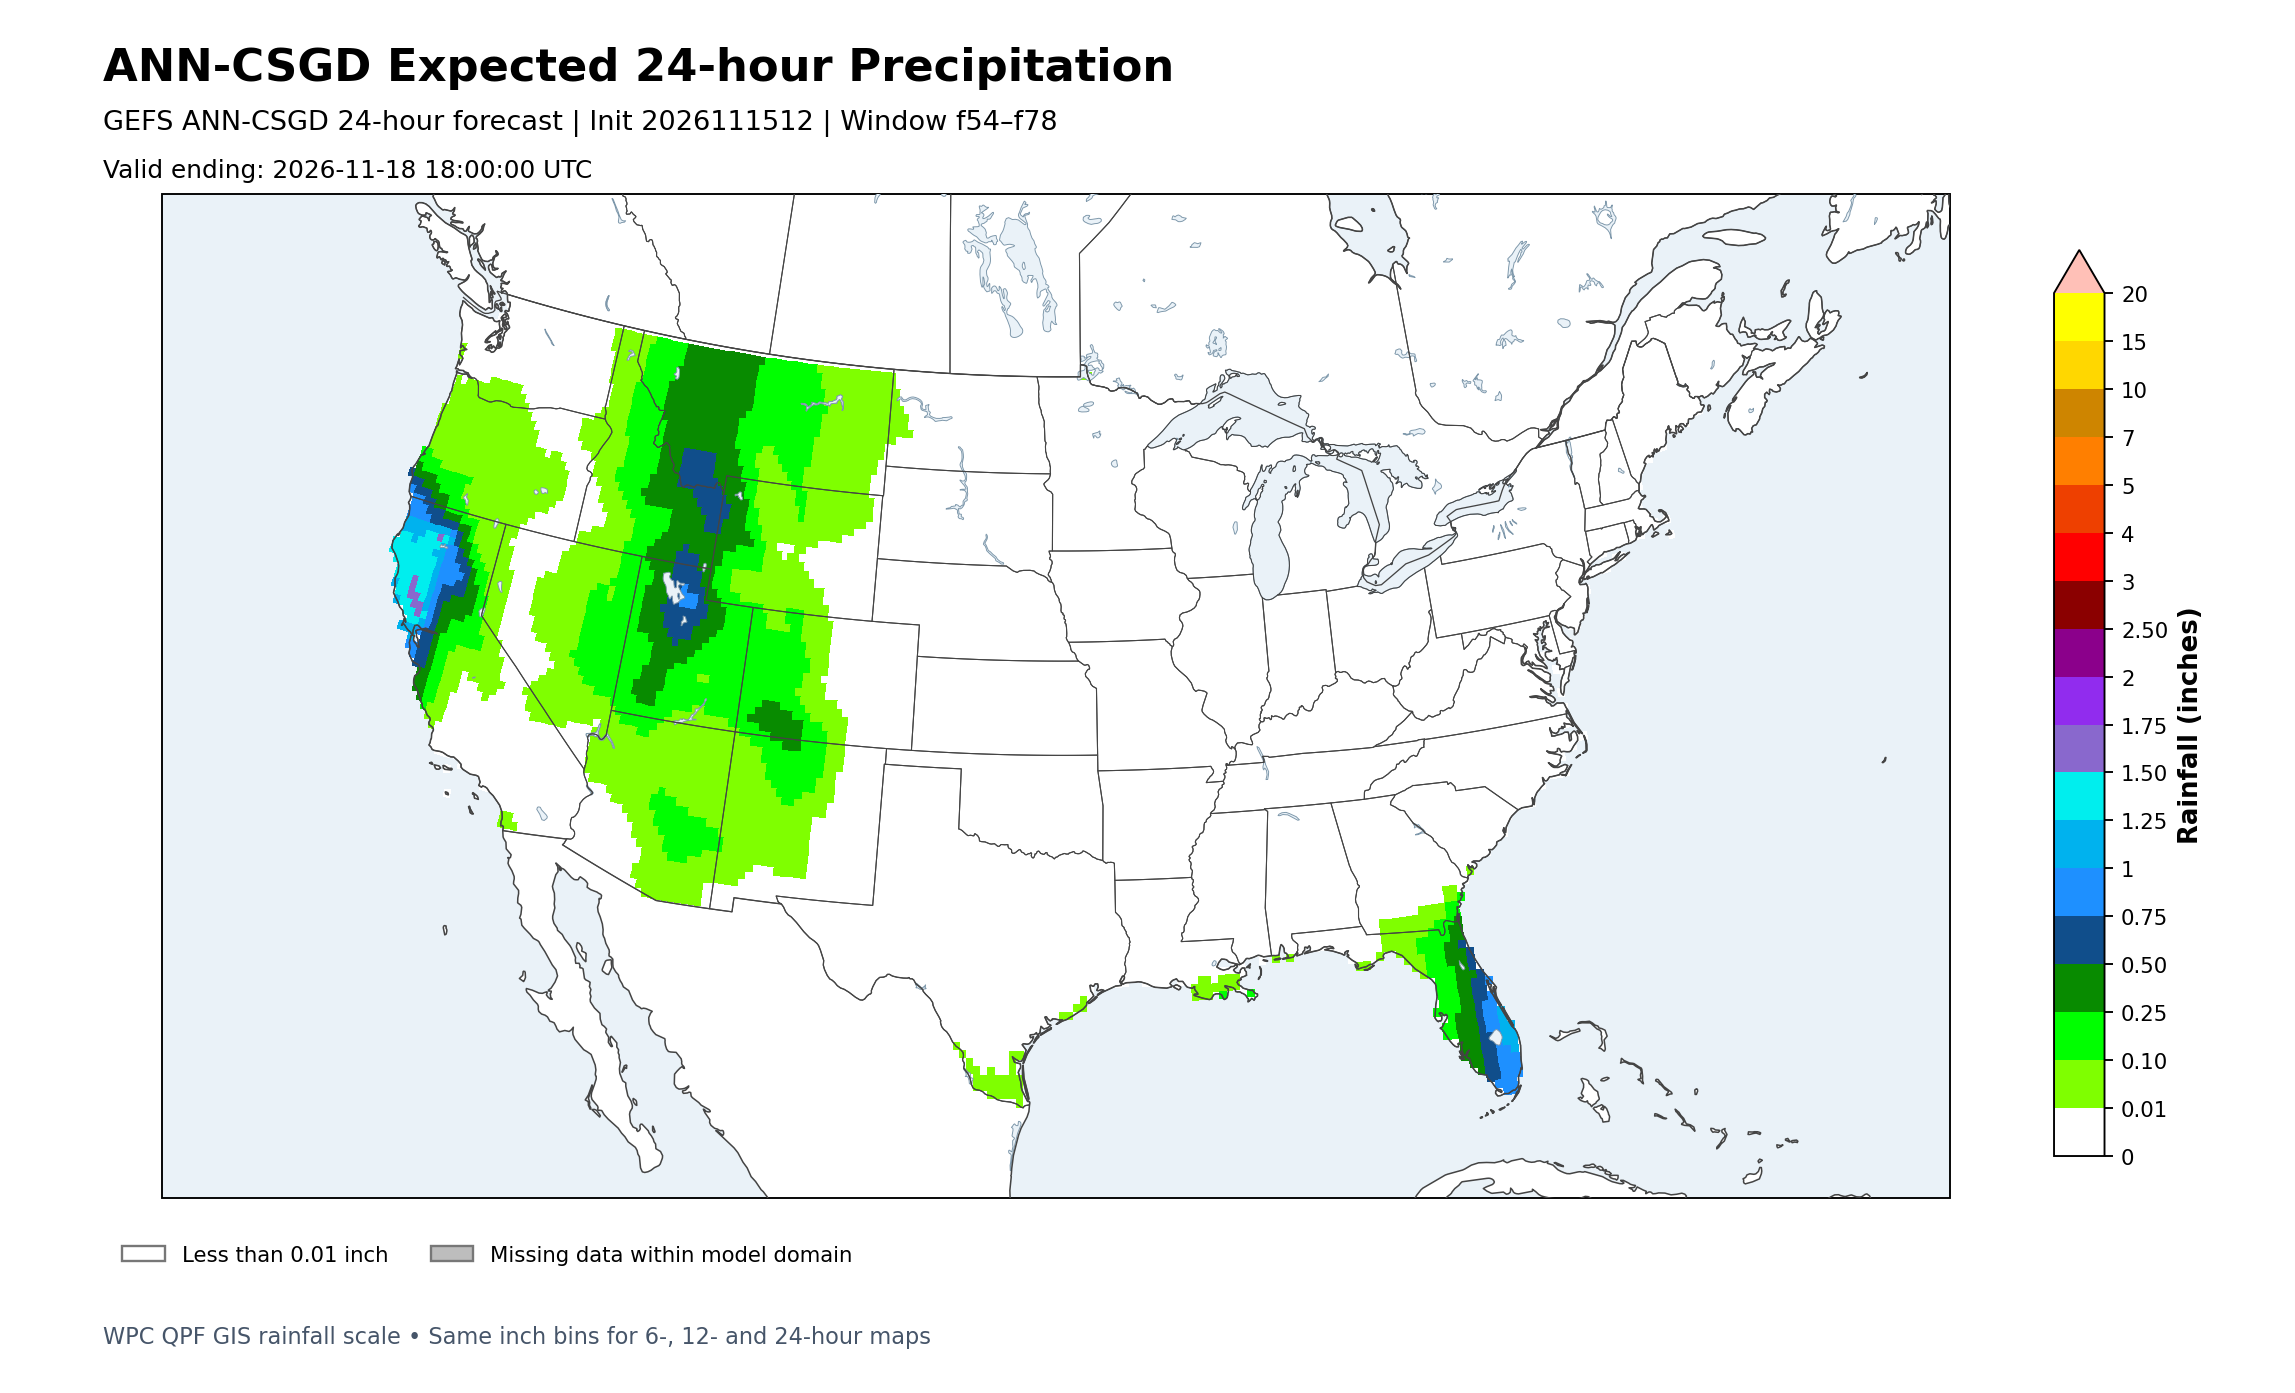 ANN-CSGD Expected 24-hour Precipitation
GEFS ANN-CSGD 24-hour forecast | Init 2026111512 | Window f54–f78
Valid ending: 2026-11-18 18:00:00 UTC
20
15
10
7
5
4
3
2.50
2
1.75
1.50
1.25
1
0.75
0.50
0.25
0.10
0.01
0
Rainfall (inches)
Less than 0.01 inch
Missing data within model domain
WPC QPF GIS rainfall scale • Same inch bins for 6-, 12- and 24-hour maps